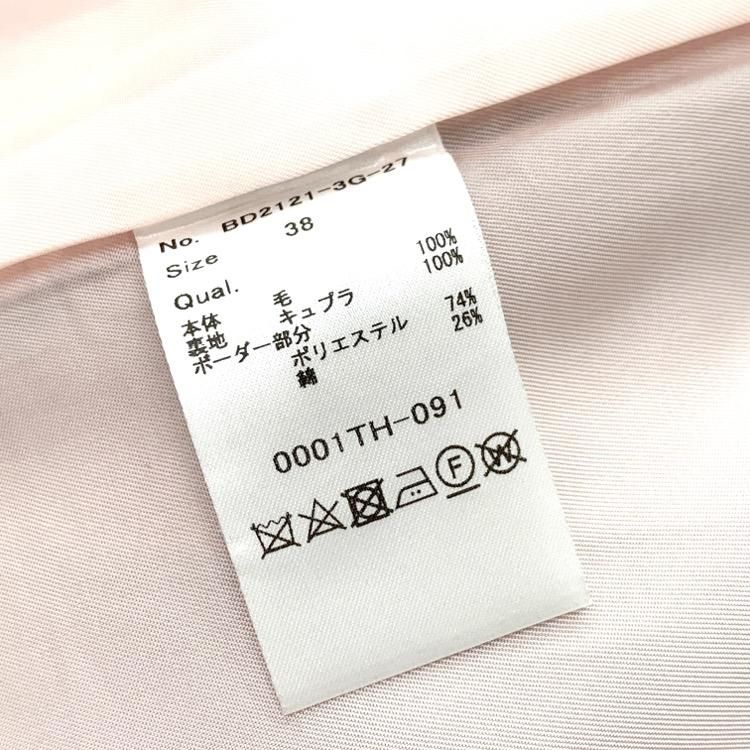 No. BD2121-3G-27
Size 38
Qual.
本体 毛 100%
裏地 キュプラ 100%
ボーダー部分
ポリエステル 74%
綿 26%
0001TH-091
F W